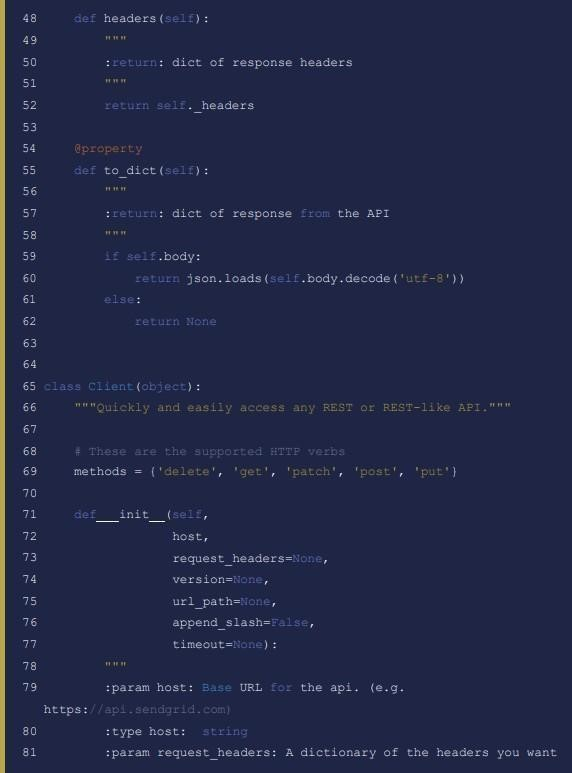 48     def headers(self):
49         """
50         :return: dict of response headers
51         """
52         return self._headers
53
54     @property
55     def to_dict(self):
56         """
57         :return: dict of response from the API
58         """
59         if self.body:
60             return json.loads(self.body.decode('utf-8'))
61         else:
62             return None
63
64
65 class Client(object):
66     """Quickly and easily access any REST or REST-like API."""
67
68     # These are the supported HTTP verbs
69     methods = {'delete', 'get', 'patch', 'post', 'put'}
70
71     def __init__(self,
72                  host,
73                  request_headers=None,
74                  version=None,
75                  url_path=None,
76                  append_slash=False,
77                  timeout=None):
78         """
79         :param host: Base URL for the api. (e.g.
https://api.sendgrid.com)
80         :type host:  string
81         :param request_headers: A dictionary of the headers you want